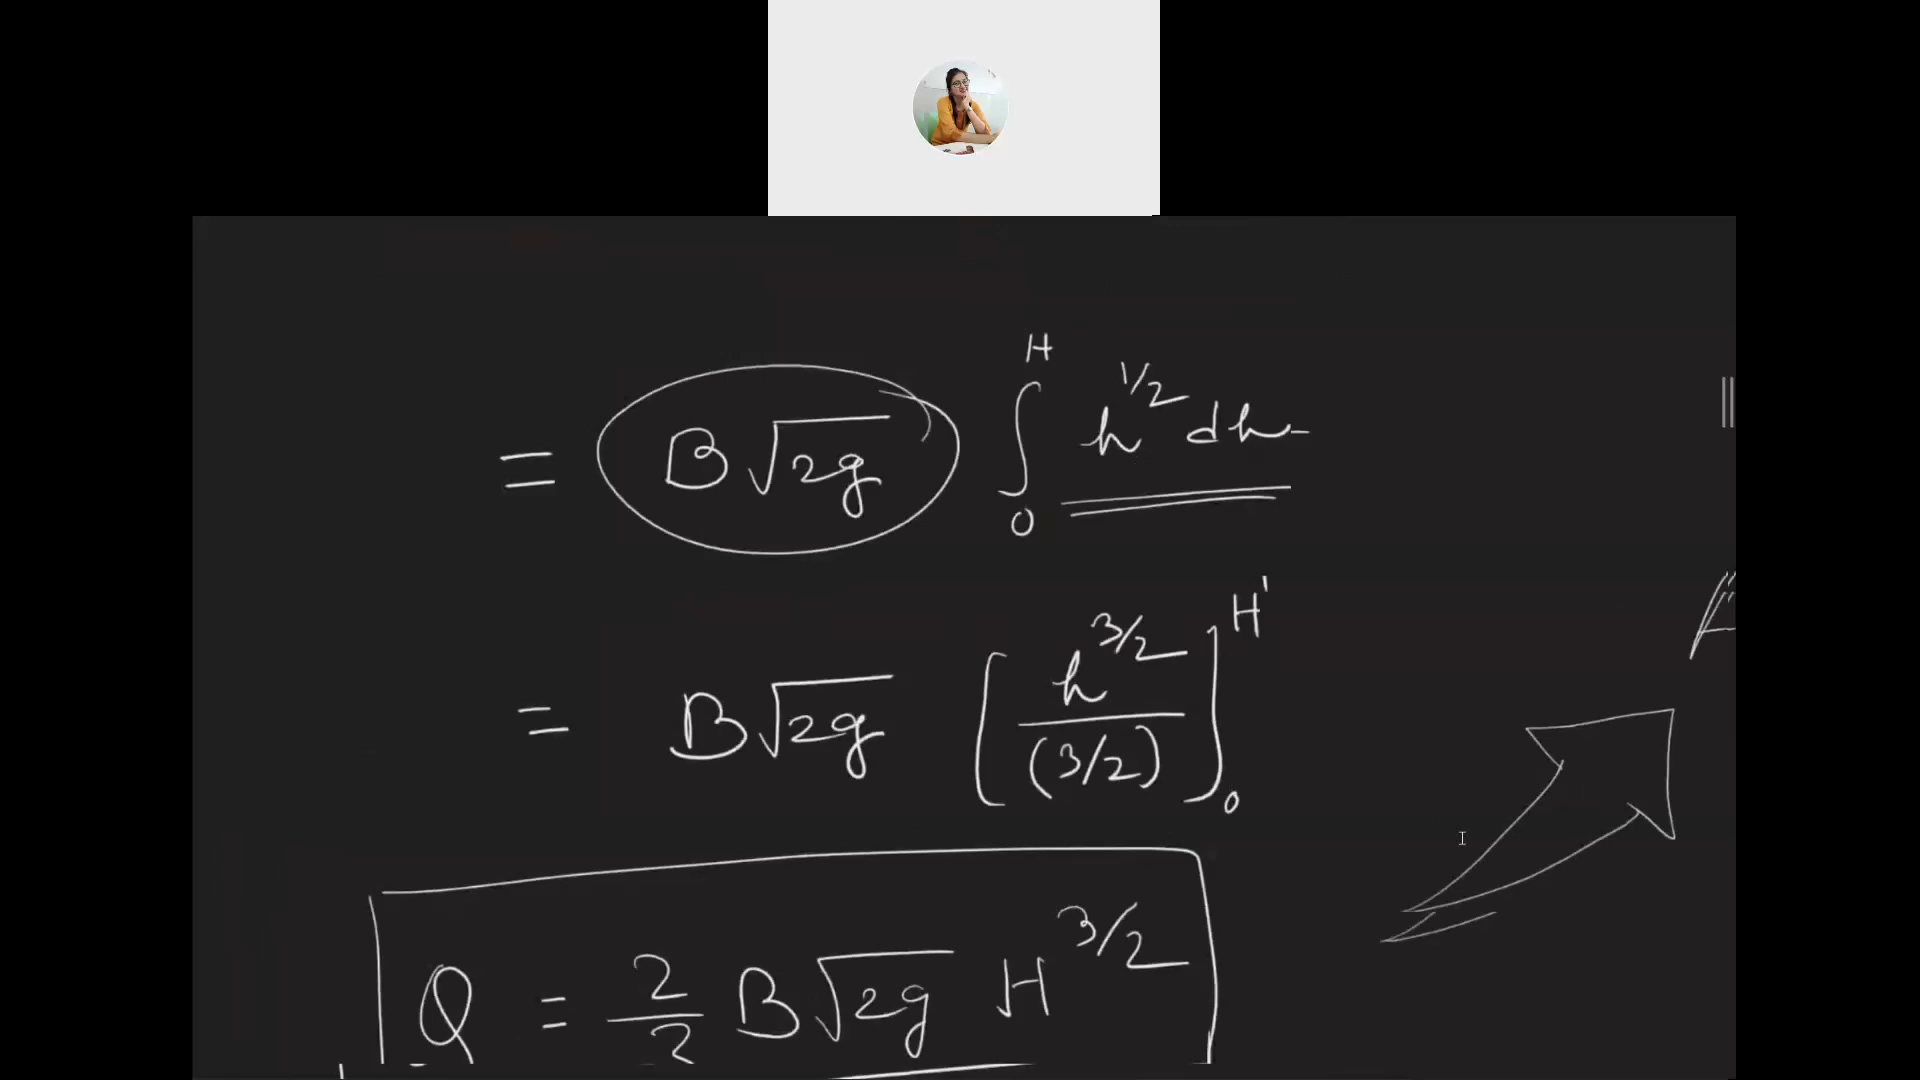 = B√2g ∫₀ᴴ h^{1/2} dh
= B√2g [h^{3/2}/(3/2)]₀ᴴ
Q = 2/3 B√2g H^{3/2}